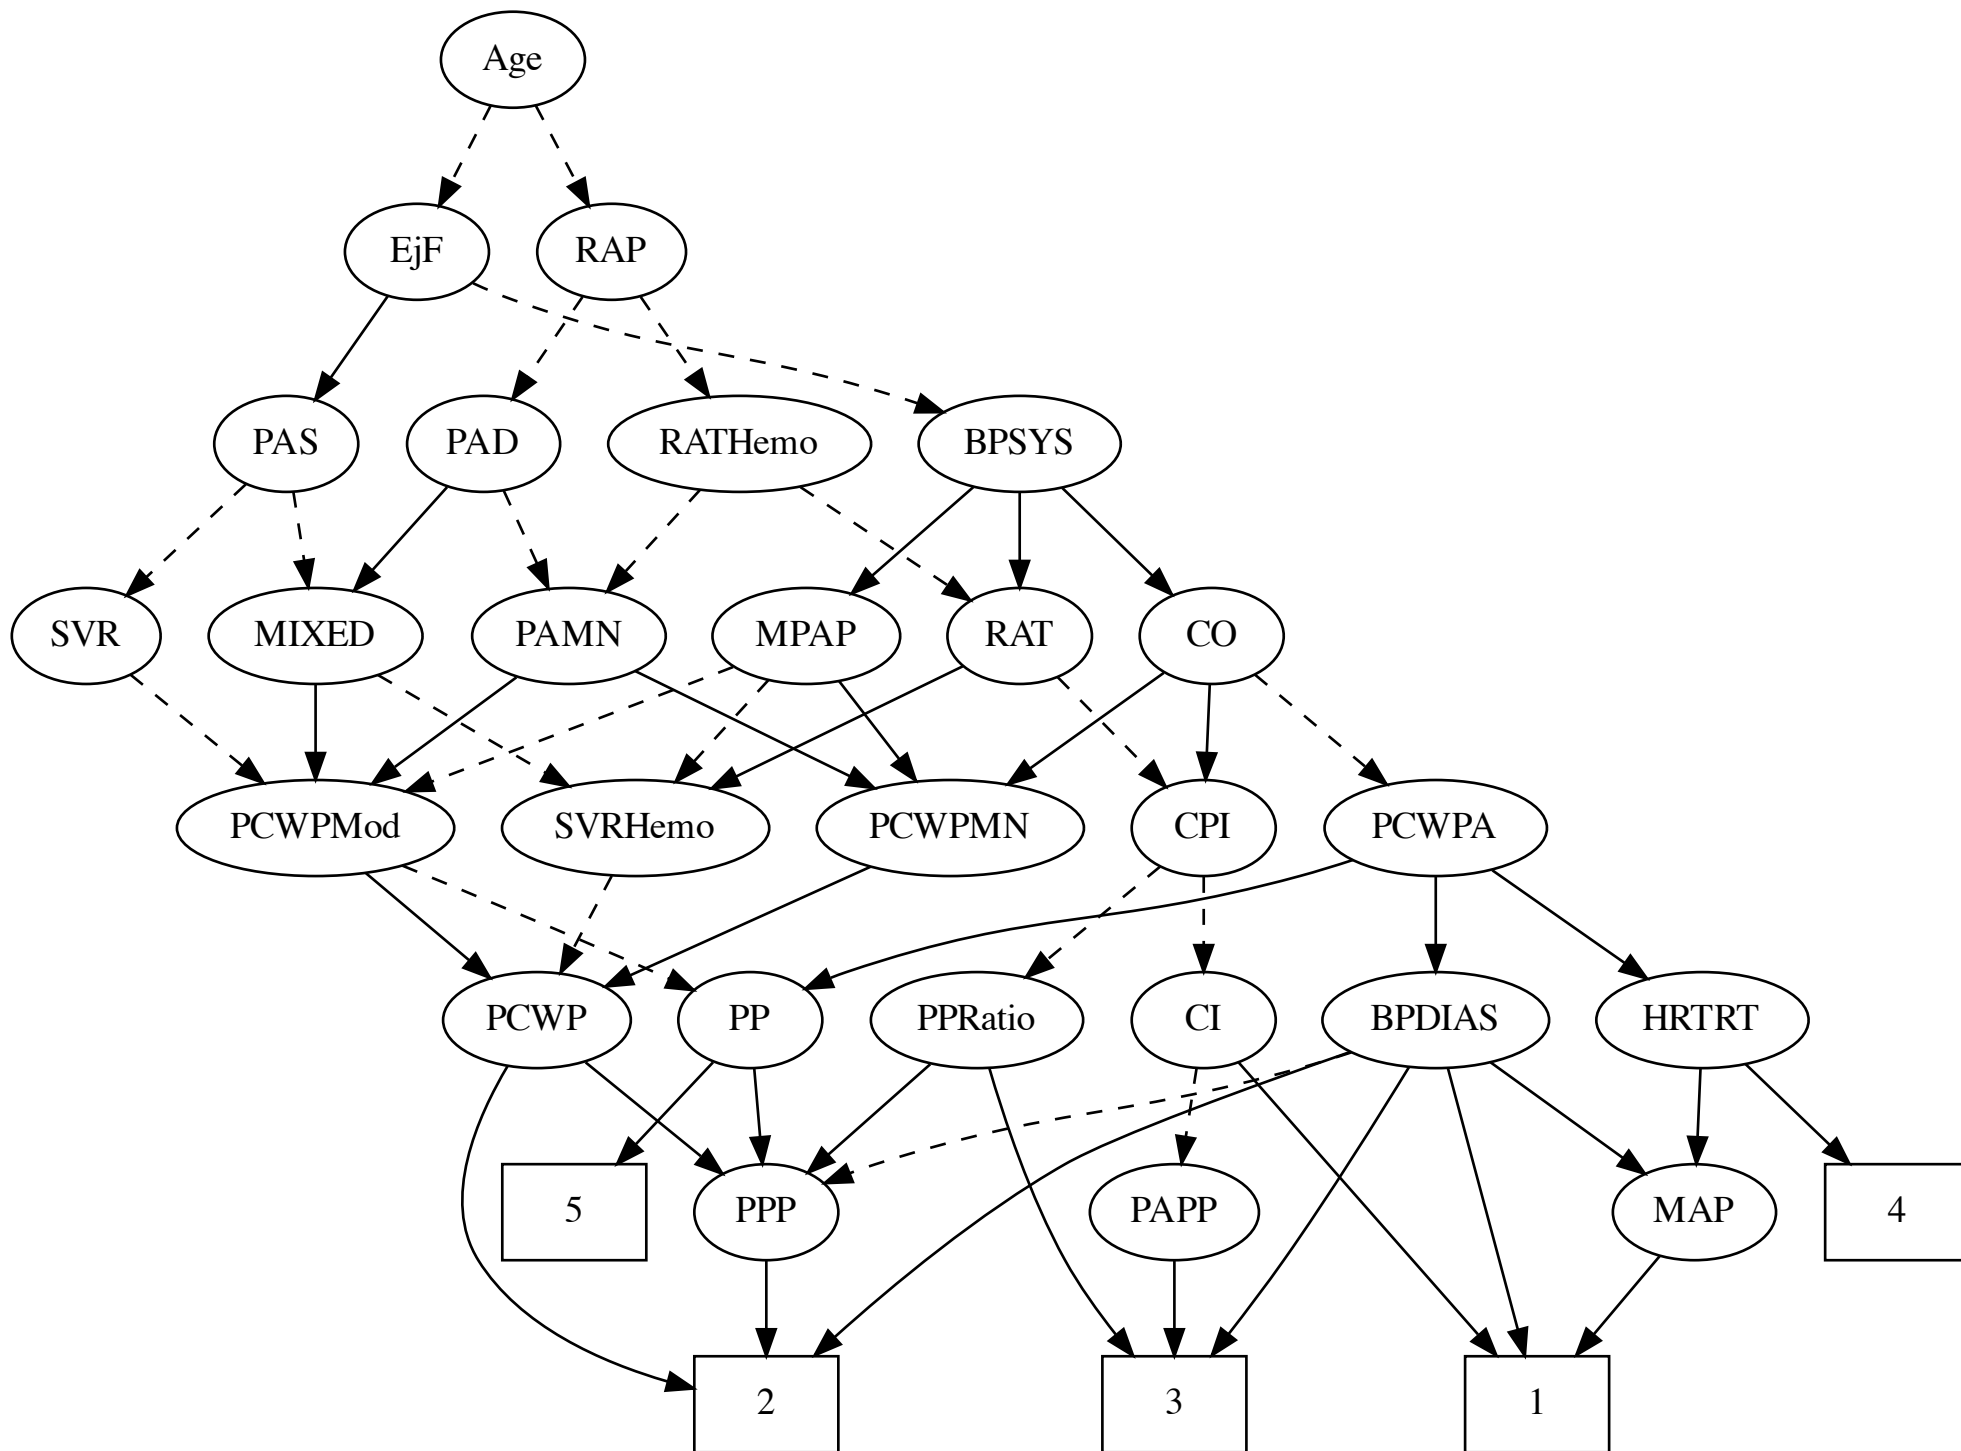 Age
EjF
RAP
PAS
PAD
RATHemo
BPSYS
SVR
MIXED
PAMN
MPAP
RAT
CO
PCWPMod
SVRHemo
PCWPMN
CPI
PCWPA
PCWP
PP
PPRatio
CI
BPDIAS
HRTRT
5
PPP
PAPP
MAP
4
2
3
1